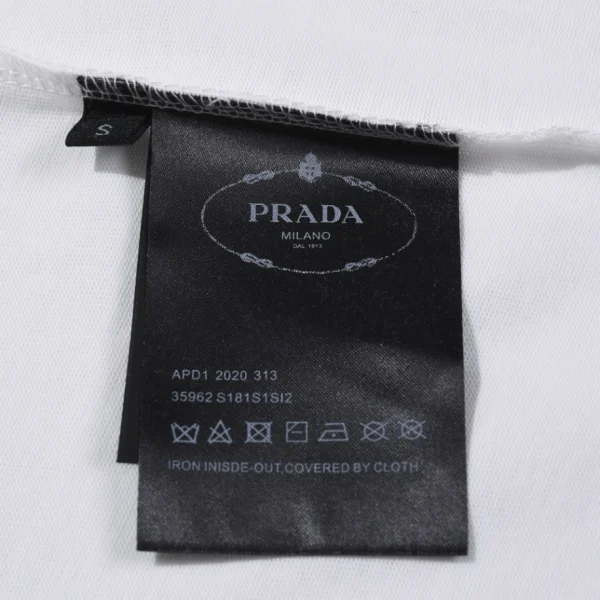 S
PRADA
MILANO
DAL 1913
APD1 2020 313
35962 S181S1SI2
IRON INISDE-OUT,COVERED BY CLOTH